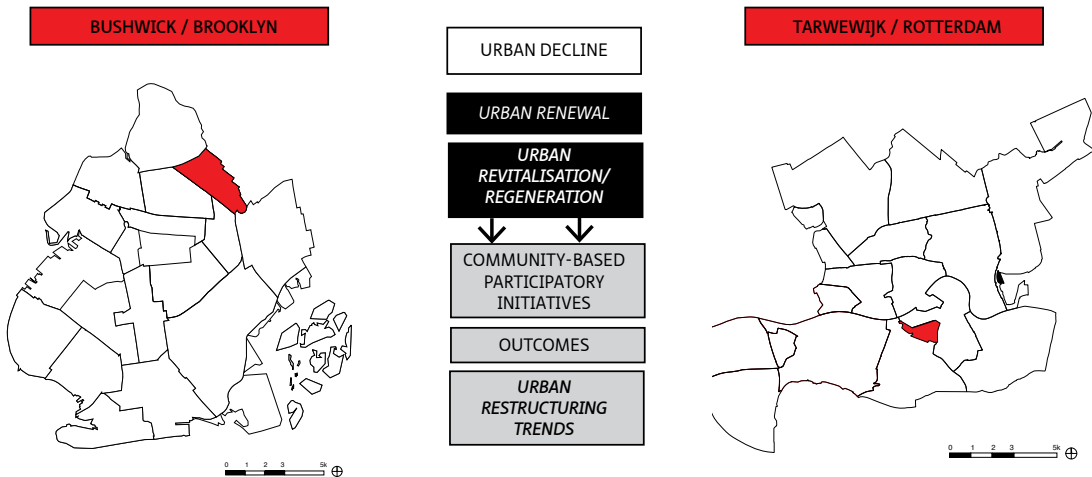 BUSHWICK / BROOKLYN
URBAN DECLINE
URBAN RENEWAL
URBAN
REVITALISATION/
REGENERATION
COMMUNITY-BASED
PARTICIPATORY
INITIATIVES
OUTCOMES
URBAN
RESTRUCTURING
TRENDS
TARWEWIJK / ROTTERDAM
0 1 2 3 5k
0 1 2 3 5k